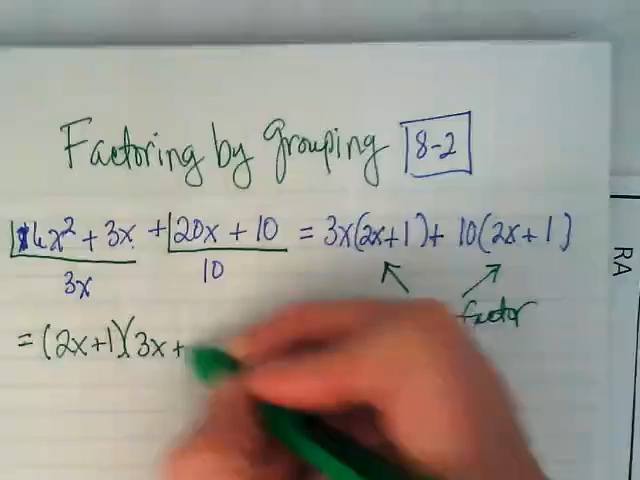 Factoring by grouping 8-2
6x² + 3x + 20x + 10 = 3x(2x+1) + 10(2x+1)
3x 10
factor
= (2x+1)(3x+
RA